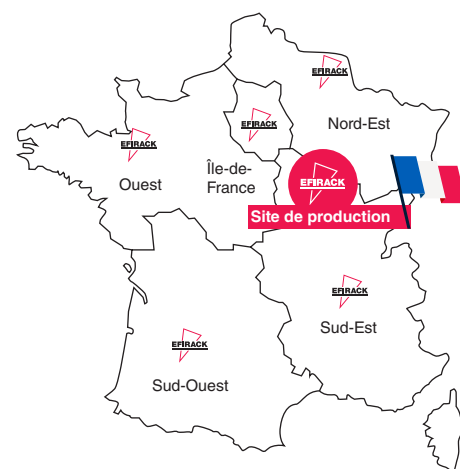 EFIRACK
EFIRACK
Nord-Est
EFIRACK
Île-de-
France
Ouest
EFIRACK
Site de production
EFIRACK
Sud-Est
EFIRACK
Sud-Ouest